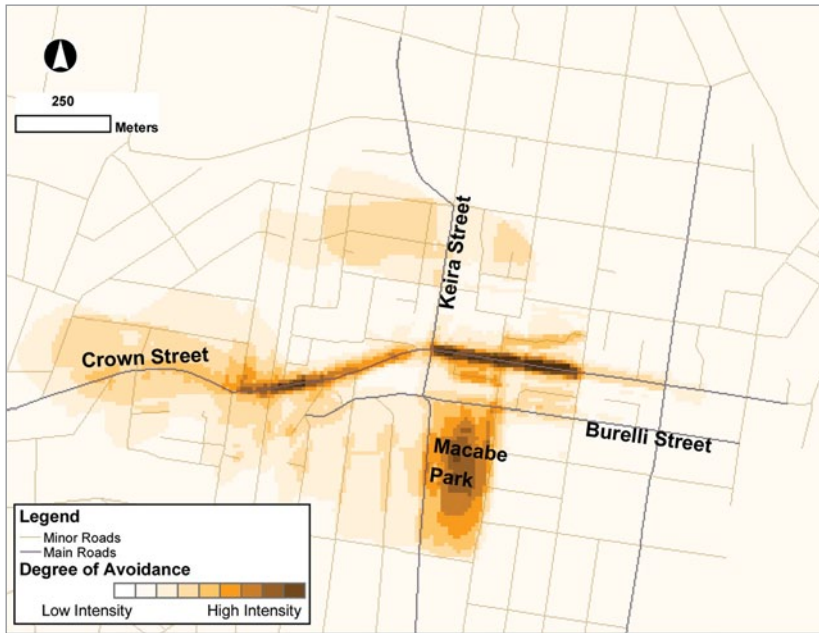 250
Meters
Keira Street
Crown Street
Burelli Street
Macabe
Park
Legend
Minor Roads
Main Roads
Degree of Avoidance
Low Intensity High Intensity